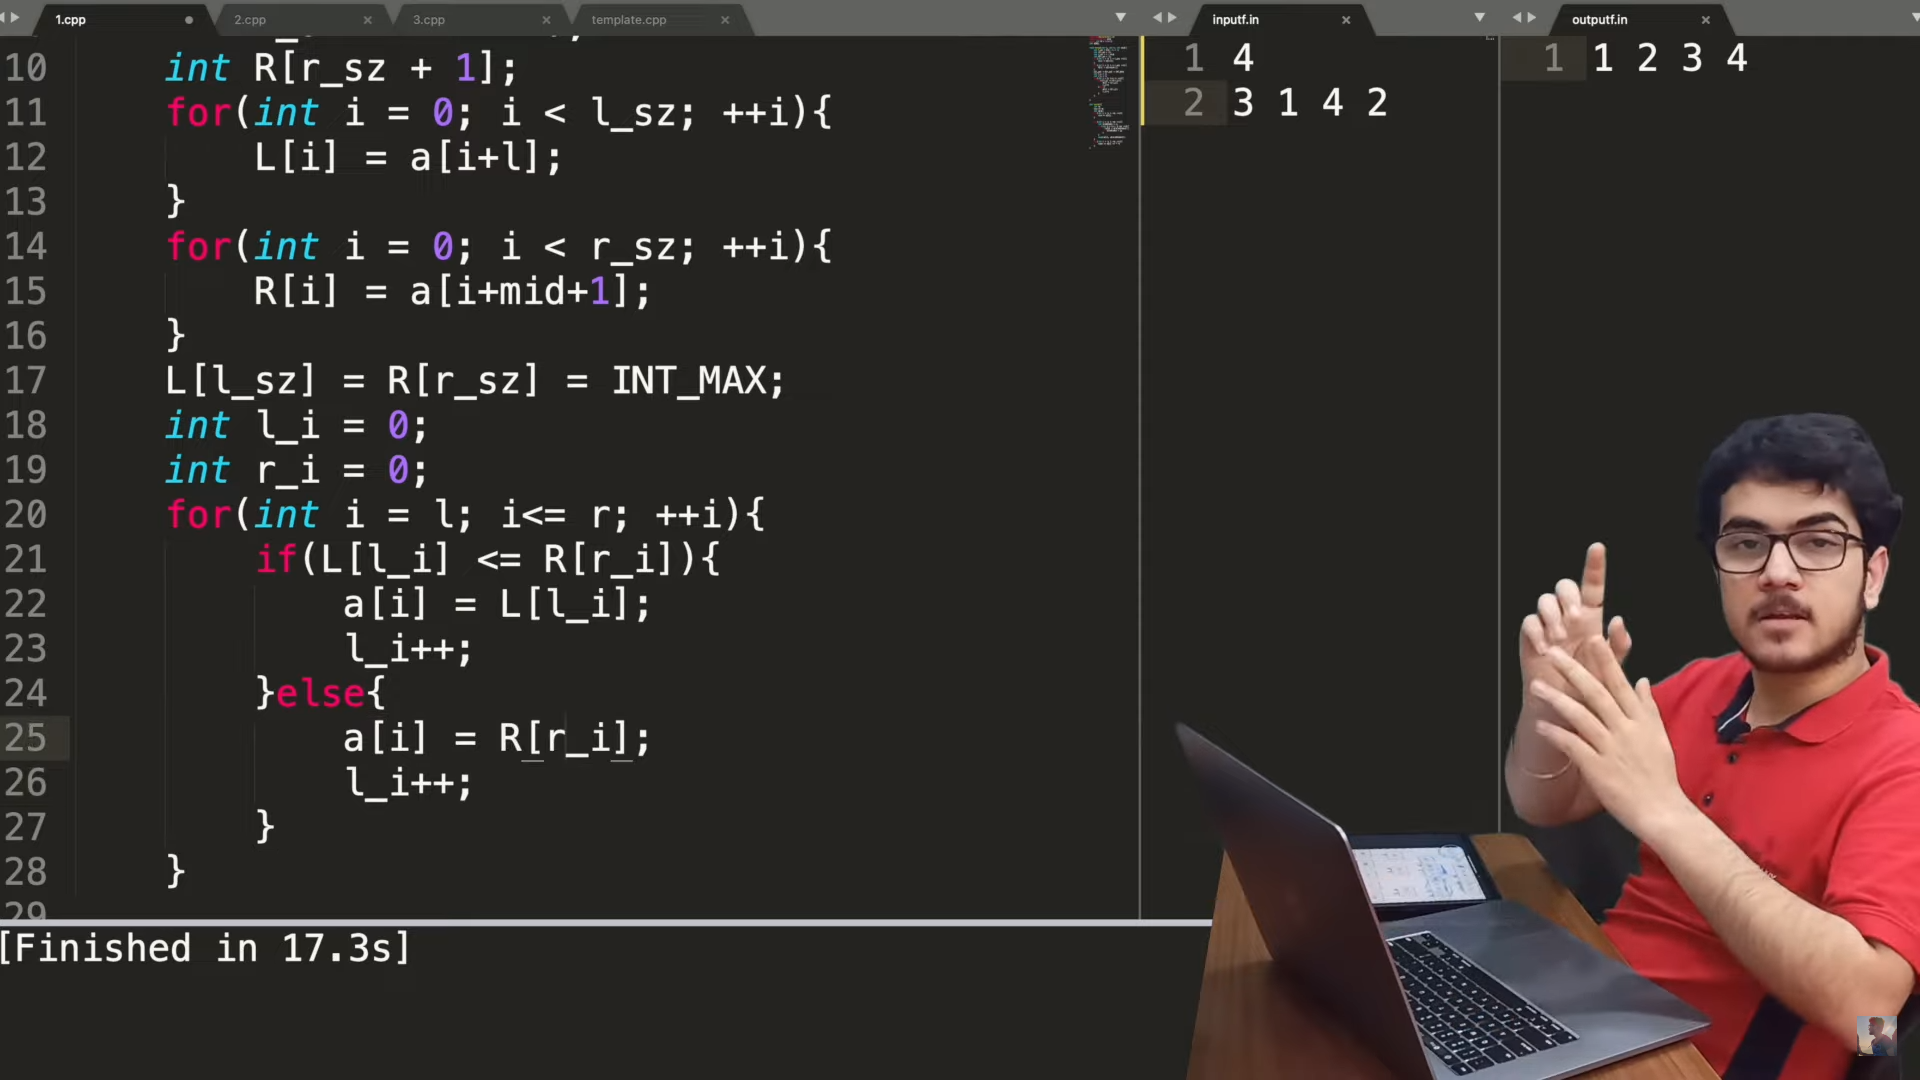 1.cpp
2.cpp
3.cpp
template.cpp
inputf.in
outputf.in
10 int R[r_sz + 1];
11 for(int i = 0; i < l_sz; ++i){
12 L[i] = a[i+l];
13 }
14 for(int i = 0; i < r_sz; ++i){
15 R[i] = a[i+mid+1];
16 }
17 L[l_sz] = R[r_sz] = INT_MAX;
18 int l_i = 0;
19 int r_i = 0;
20 for(int i = l; i<= r; ++i){
21 if(L[l_i] <= R[r_i]){
22 a[i] = L[l_i];
23 l_i++;
24 }else{
25 a[i] = R[r_i];
26 l_i++;
27 }
28 }
29
1 4
2 3 1 4 2
1 1 2 3 4
[Finished in 17.3s]